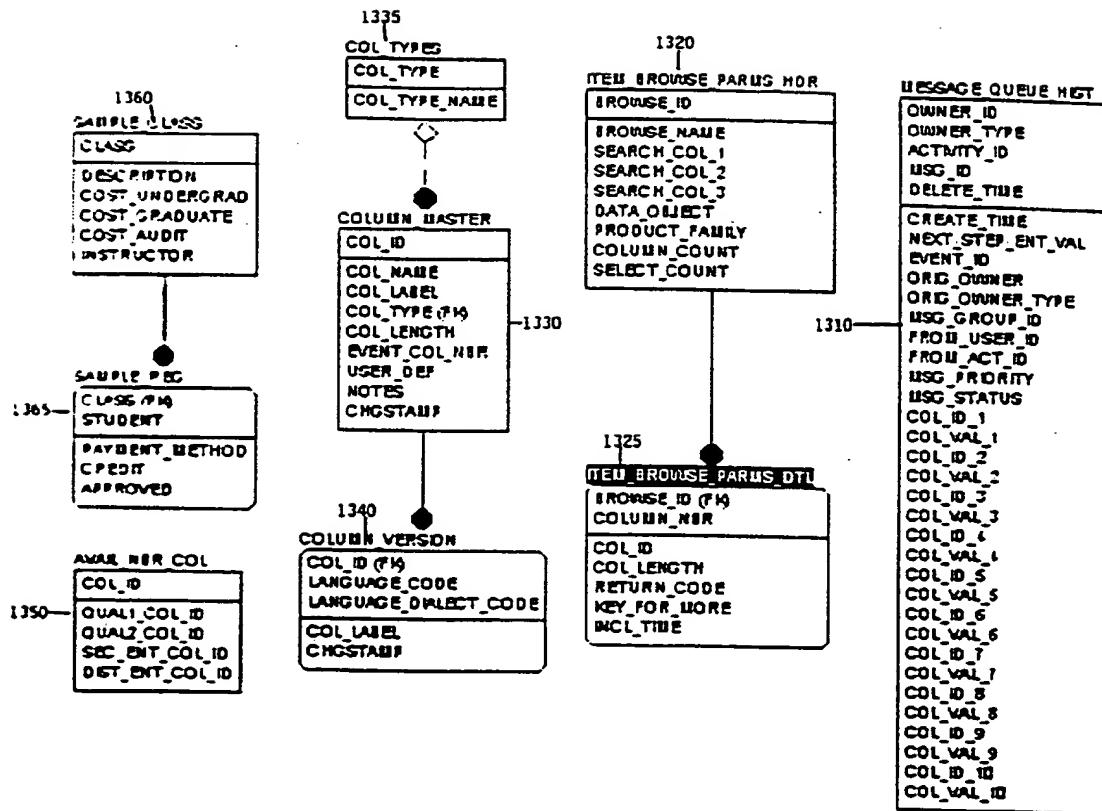 1335
COL_TYPES
COL_TYPE
COL_TYPE_NAME
1360
SAMPLE_CLASS
CLASS
DESCRIPTION
COST_UNDERGRAD
COST_GRADUATE
COST_AUDIT
INSTRUCTOR
1365
SAMPLE_REG
CLASS (FK)
STUDENT
PAYMENT_METHOD
CREDIT
APPROVED
1350
AVAIL_NBR_COL
COL_ID
QUAL1_COL_ID
QUAL2_COL_ID
SEC_ENT_COL_ID
DIST_ENT_COL_ID
COLUMN_MASTER
COL_ID
COL_NAME
COL_LABEL
COL_TYPE (FK)
COL_LENGTH
EVENT_COL_NBR
USER_DEF
NOTES
CHGSTAMP
1330
1340
COLUMN_VERSION
COL_ID (FK)
LANGUAGE_CODE
LANGUAGE_DIALECT_CODE
COL_LABEL
CHGSTAMP
1320
ITEM_BROWSE_PARMS_HDR
BROWSE_ID
BROWSE_NAME
SEARCH_COL_1
SEARCH_COL_2
SEARCH_COL_3
DATA_OBJECT
PRODUCT_FAMILY
COLUMN_COUNT
SELECT_COUNT
1325
ITEM_BROWSE_PARMS_DTL
BROWSE_ID (FK)
COLUMN_NBR
COL_ID
COL_LENGTH
RETURN_CODE
KEY_FOR_MORE
INCL_TIME
1310
MESSAGE_QUEUE_HIST
OWNER_ID
OWNER_TYPE
ACTIVITY_ID
MSG_ID
DELETE_TIME
CREATE_TIME
NEXT_STEP_ENT_VAL
EVENT_ID
ORIG_OWNER
ORIG_OWNER_TYPE
MSG_GROUP_ID
FROM_USER_ID
FROM_ACT_ID
MSG_PRIORITY
MSG_STATUS
COL_ID_1
COL_VAL_1
COL_ID_2
COL_VAL_2
COL_ID_3
COL_VAL_3
COL_ID_4
COL_VAL_4
COL_ID_5
COL_VAL_5
COL_ID_6
COL_VAL_6
COL_ID_7
COL_VAL_7
COL_ID_8
COL_VAL_8
COL_ID_9
COL_VAL_9
COL_ID_10
COL_VAL_10